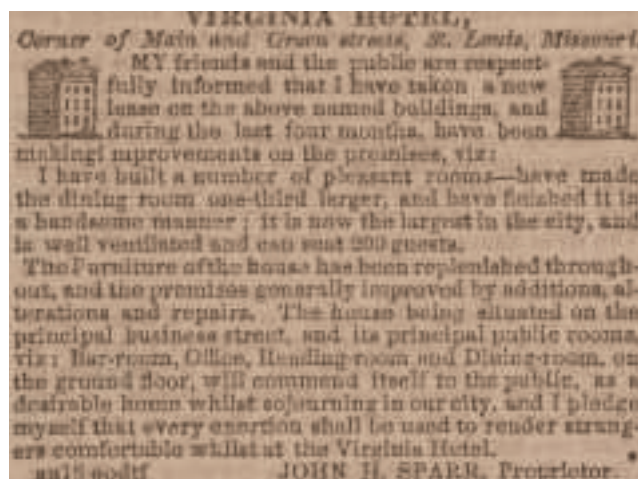 VIRGINIA HOTEL,
Corner of Main and Green streets, St. Louis, Missouri
MY friends and the public are respect-
fully informed that I have taken a new
lease on the above named buildings, and
during the last four months, have been
makingi mprovements on the premises, viz:
I have built a number of pleasant rooms—have made
the dining room one-third larger, and have finished it in
a handsome manner; it is now the largest in the city, and
is well ventilated and can seat 200 guests.
The Furniture of the house has been replenished through-
out, and the premises generally improved by additions, al-
terations and repairs. The house being situated on the
principal business street, and its principal public rooms,
viz: Bar-room, Office, Reading-room and Dining-room, on
the ground floor, will commend itself to the public, as a
desirable home whilst sojourning in our city, and I pledge
myself that every exertion shall be used to render strang-
ers comfortable whilst at the Virginia Hotel.
JOHN H. SPARR, Proprietor.